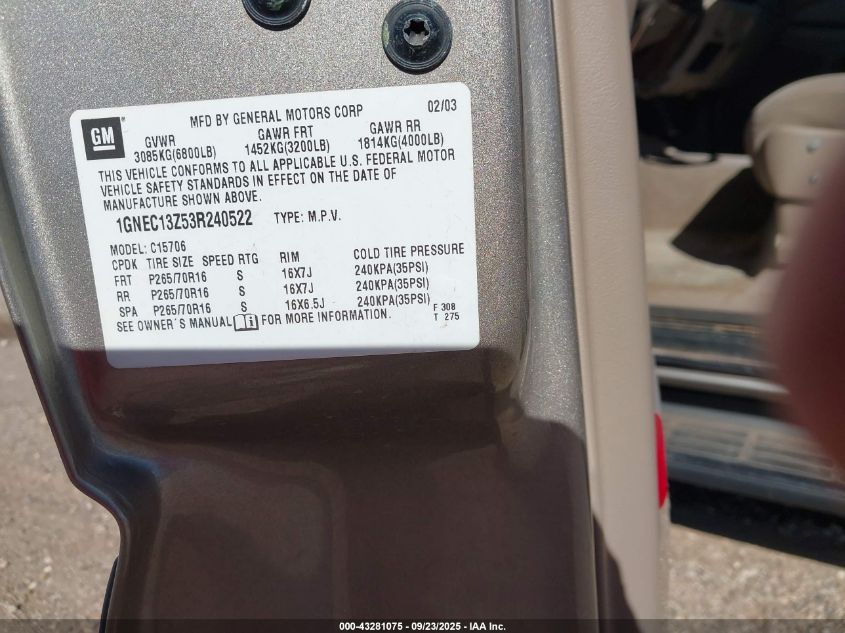 MFD BY GENERAL MOTORS CORP 02/03
GM
GVWR GAWR FRT GAWR RR
3085KG(6800LB) 1452KG(3200LB) 1814KG(4000LB)
THIS VEHICLE CONFORMS TO ALL APPLICABLE U.S. FEDERAL MOTOR
VEHICLE SAFETY STANDARDS IN EFFECT ON THE DATE OF
MANUFACTURE SHOWN ABOVE.
1GNEC13Z53R240522 TYPE: M.P.V.
MODEL: C15706
CPDK TIRE SIZE SPEED RTG RIM COLD TIRE PRESSURE
FRT P265/70R16 S 16X7J 240KPA(35PSI)
RR P265/70R16 S 16X7J 240KPA(35PSI)
SPA P265/70R16 S 16X6.5J 240KPA(35PSI)
SEE OWNER'S MANUAL FOR MORE INFORMATION.
F 308
T 275
000-43281075 - 09/23/2025 - IAA Inc.